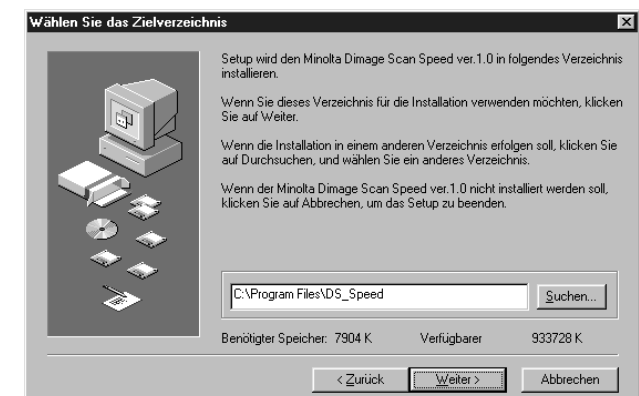 Wählen Sie das Zielverzeichnis
Setup wird den Minolta Dimage Scan Speed ver.1.0 in folgendes Verzeichnis
installieren.
Wenn Sie dieses Verzeichnis für die Installation verwenden möchten, klicken
Sie auf Weiter.
Wenn die Installation in einem anderen Verzeichnis erfolgen soll, klicken Sie
auf Durchsuchen, und wählen Sie ein anderes Verzeichnis.
Wenn der Minolta Dimage Scan Speed ver.1.0 nicht installiert werden soll,
klicken Sie auf Abbrechen, um das Setup zu beenden.
C:\Program Files\DS_Speed
Suchen...
Benötigter Speicher: 7904 K Verfügbarer 933728 K
< Zurück Weiter > Abbrechen